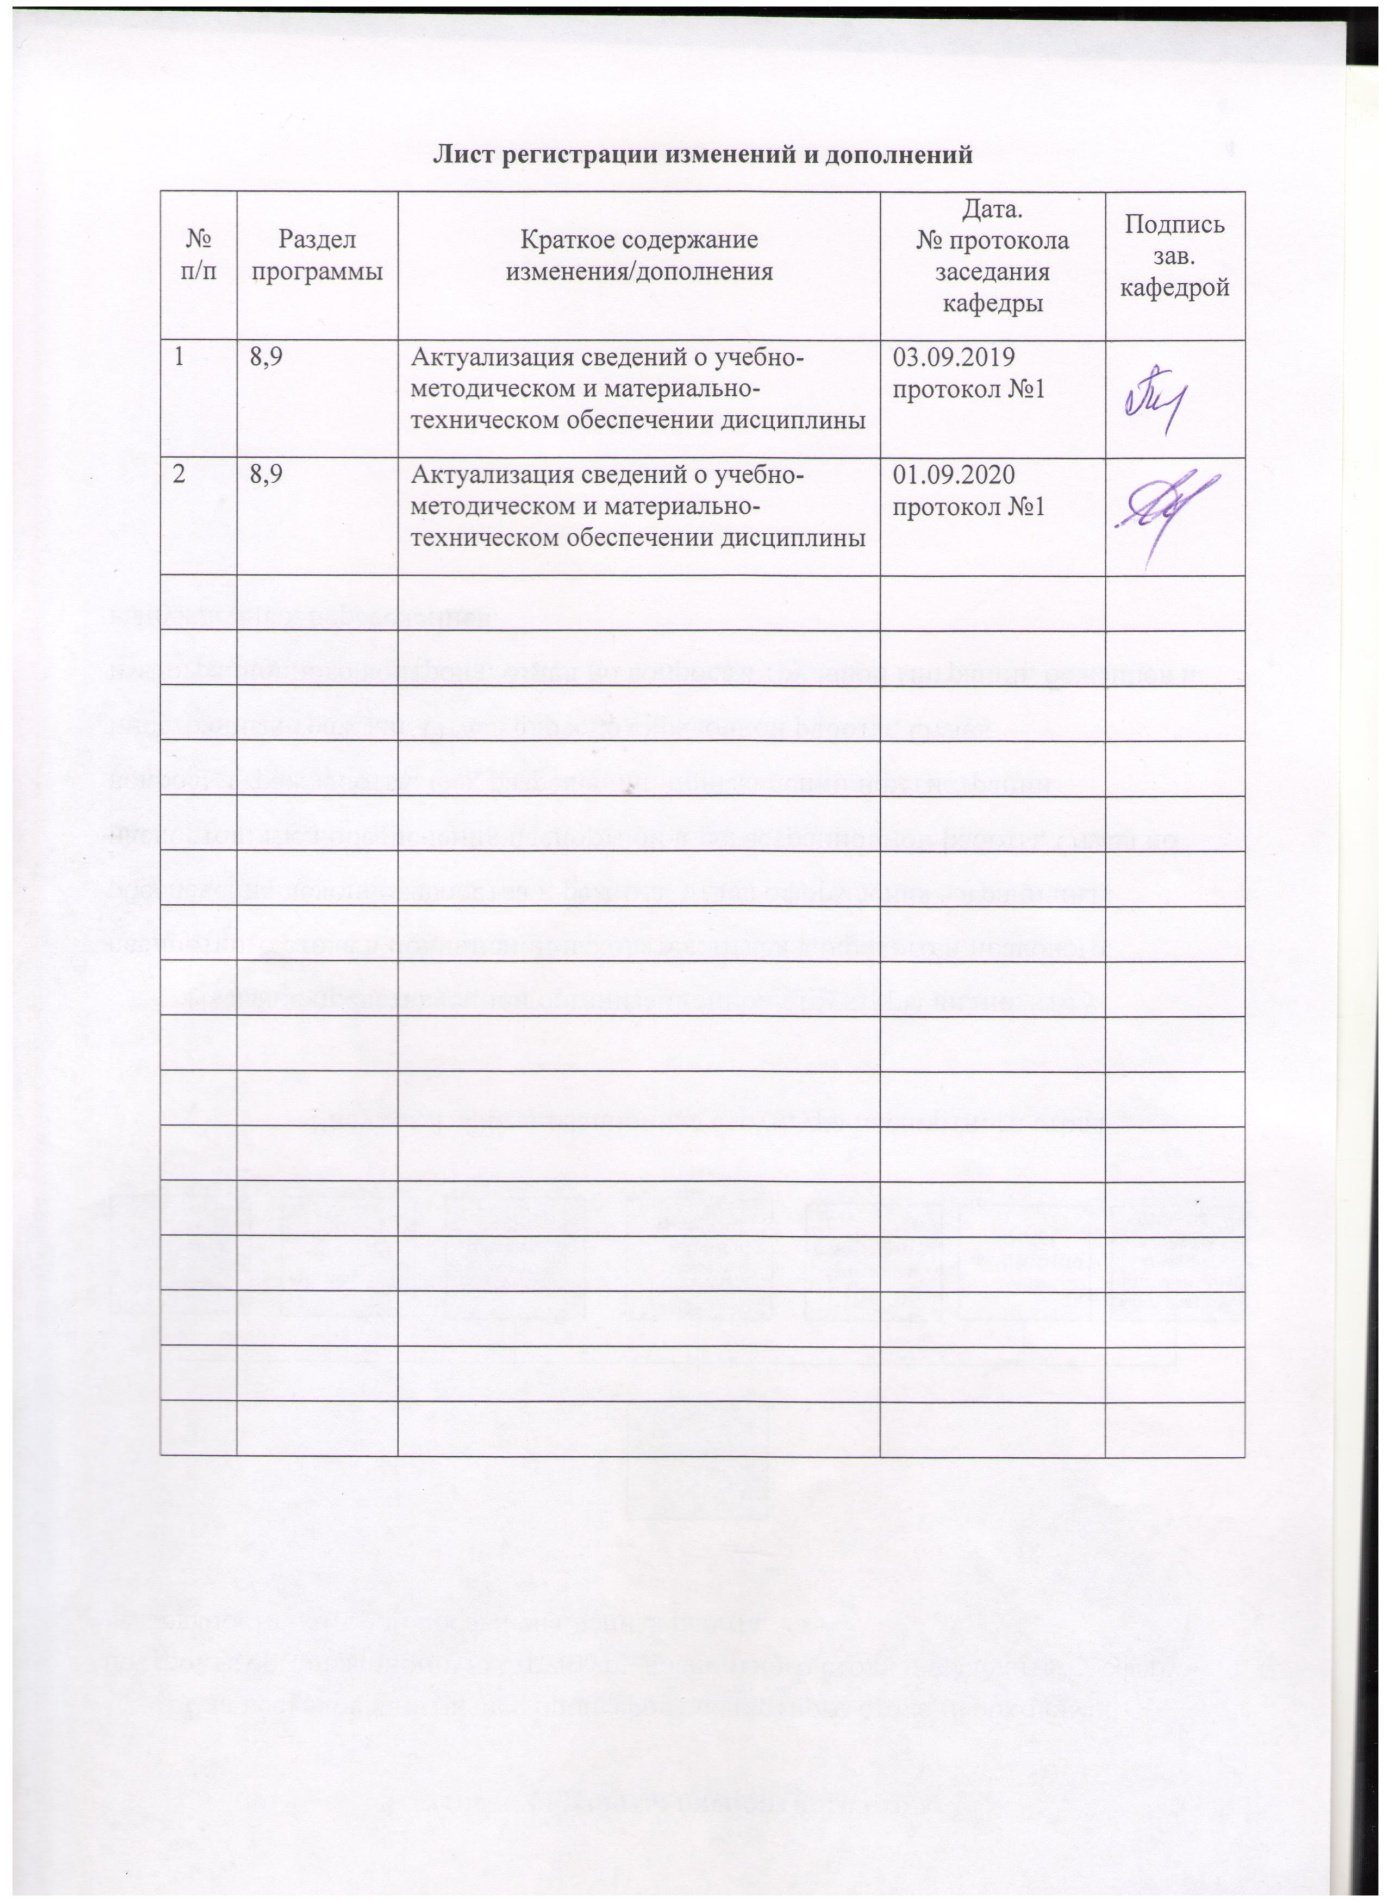 Лист регистрации изменений и дополнений
№
п/п
Раздел
программы
Краткое содержание
изменения/дополнения
Дата.
№ протокола
заседания
кафедры
Подпись
зав.
кафедрой
1
8,9
Актуализация сведений о учебно-
методическом и материально-
техническом обеспечении дисциплины
03.09.2019
протокол №1
2
8,9
Актуализация сведений о учебно-
методическом и материально-
техническом обеспечении дисциплины
01.09.2020
протокол №1